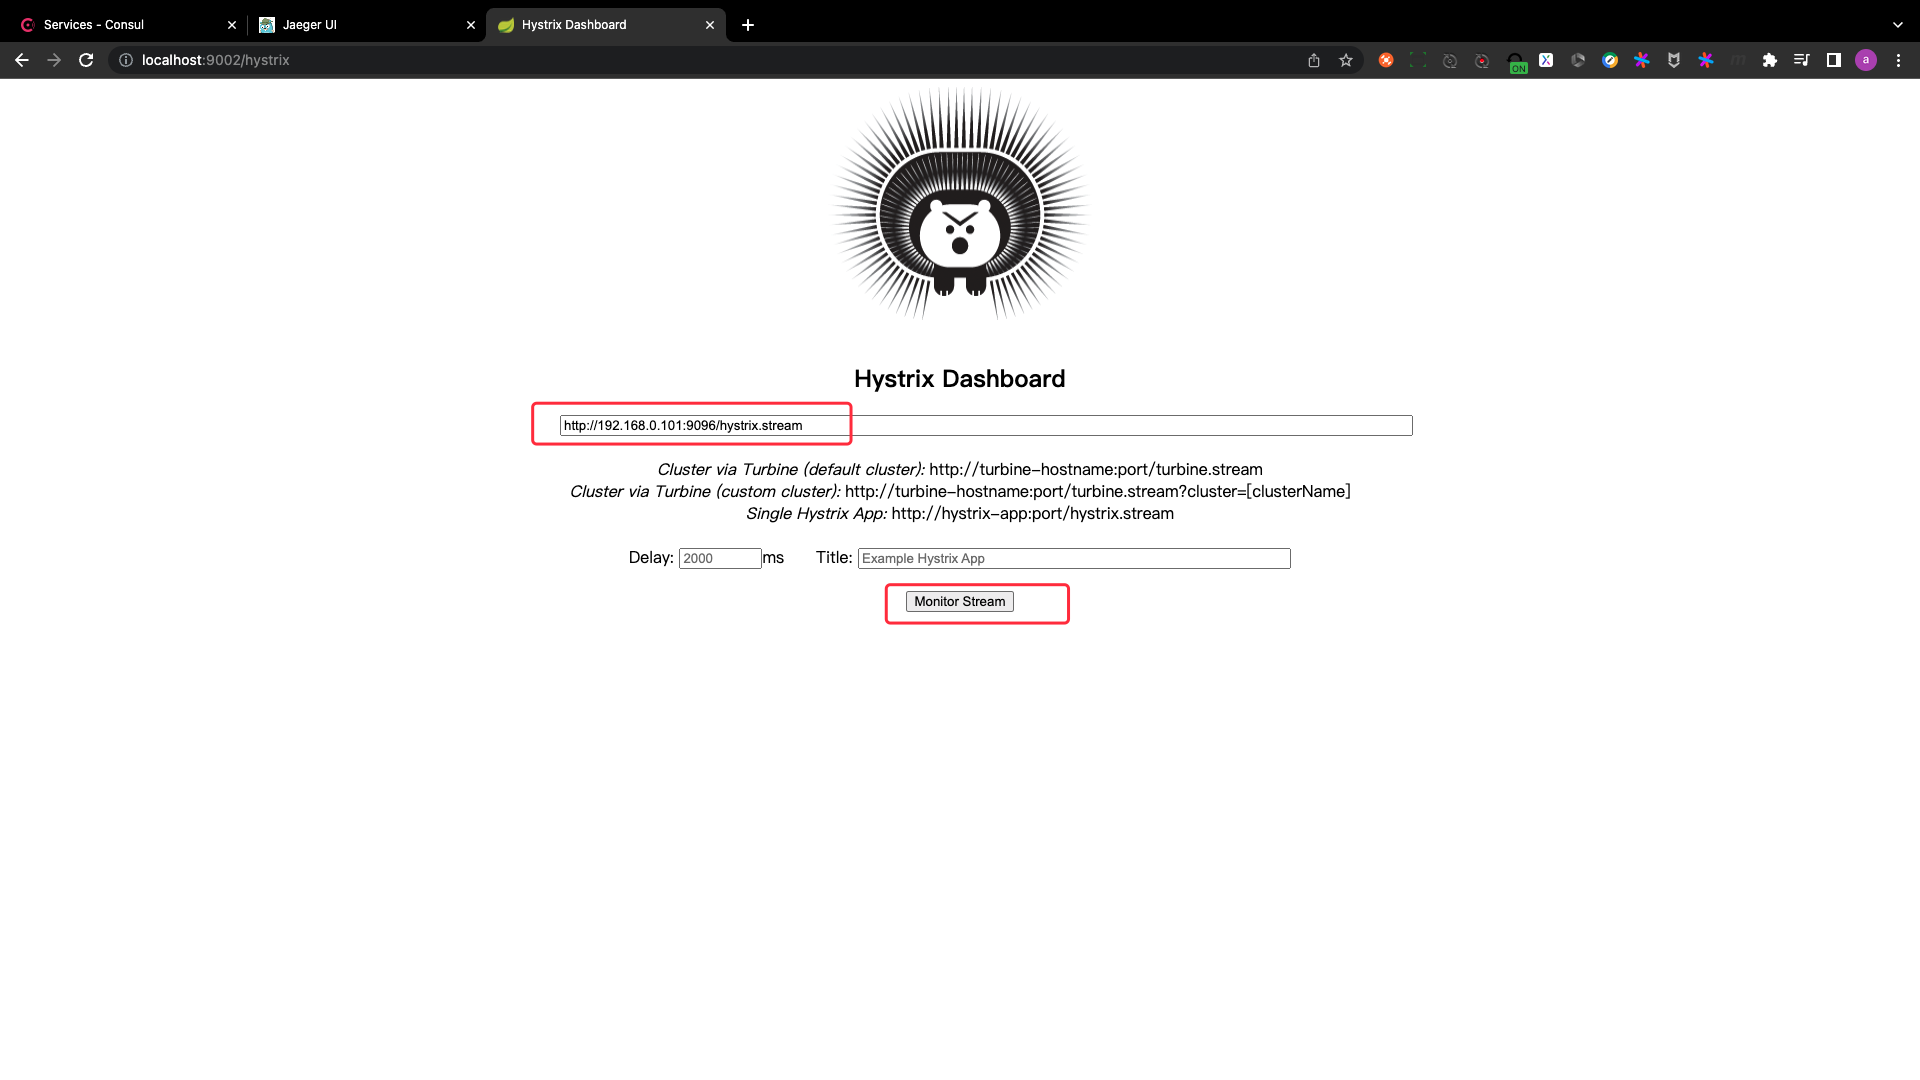 Services - Consul
Jaeger UI
Hystrix Dashboard
localhost:9002/hystrix
ON
a
Hystrix Dashboard
http://192.168.0.101:9096/hystrix.stream
Cluster via Turbine (default cluster): http://turbine-hostname:port/turbine.stream
Cluster via Turbine (custom cluster): http://turbine-hostname:port/turbine.stream?cluster=[clusterName]
Single Hystrix App: http://hystrix-app:port/hystrix.stream
Delay: 2000 ms Title: Example Hystrix App
Monitor Stream